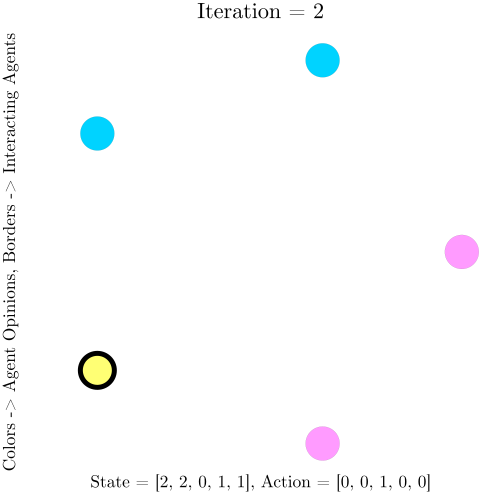 Iteration = 2
Colors -> Agent Opinions, Borders -> Interacting Agents
State = [2, 2, 0, 1, 1], Action = [0, 0, 1, 0, 0]